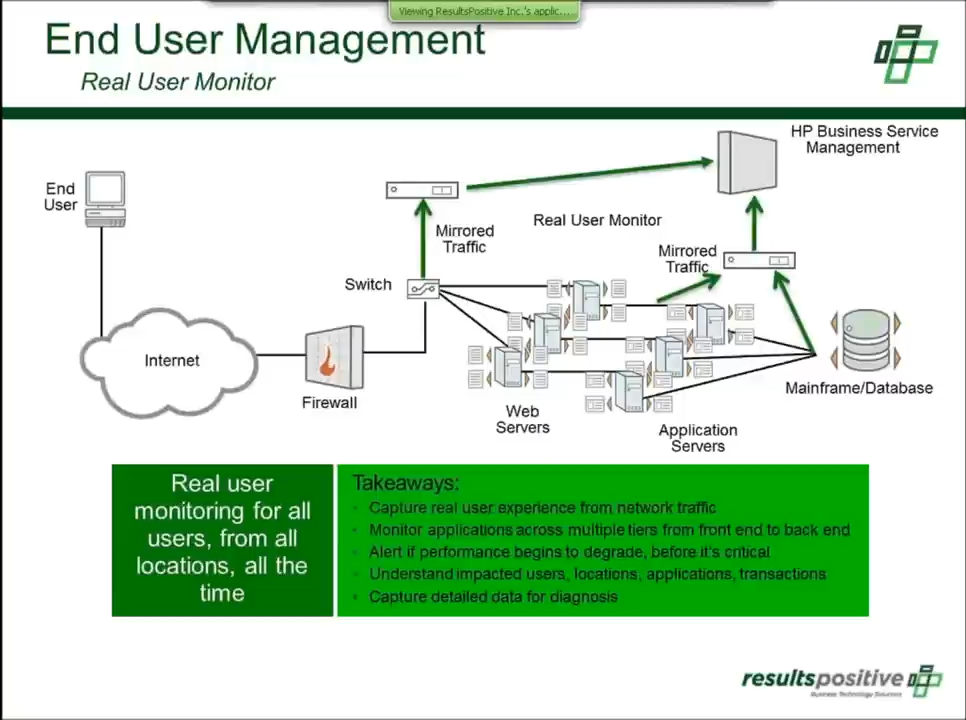 Viewing ResultsPositive Inc.'s applic...
End User Management
Real User Monitor
HP Business Service
Management
End
User
Mirrored
Traffic
Real User Monitor
Mirrored
Traffic
Switch
Internet
Firewall
Web
Servers
Application
Servers
Mainframe/Database
Real user
monitoring for all
users, from all
locations, all the
time
Takeaways:
Capture real user experience from network traffic
Monitor applications across multiple tiers from front end to back end
Alert if performance begins to degrade, before it's critical
Understand impacted users, locations, applications, transactions
Capture detailed data for diagnosis
resultspositive
Business Technology Solutions